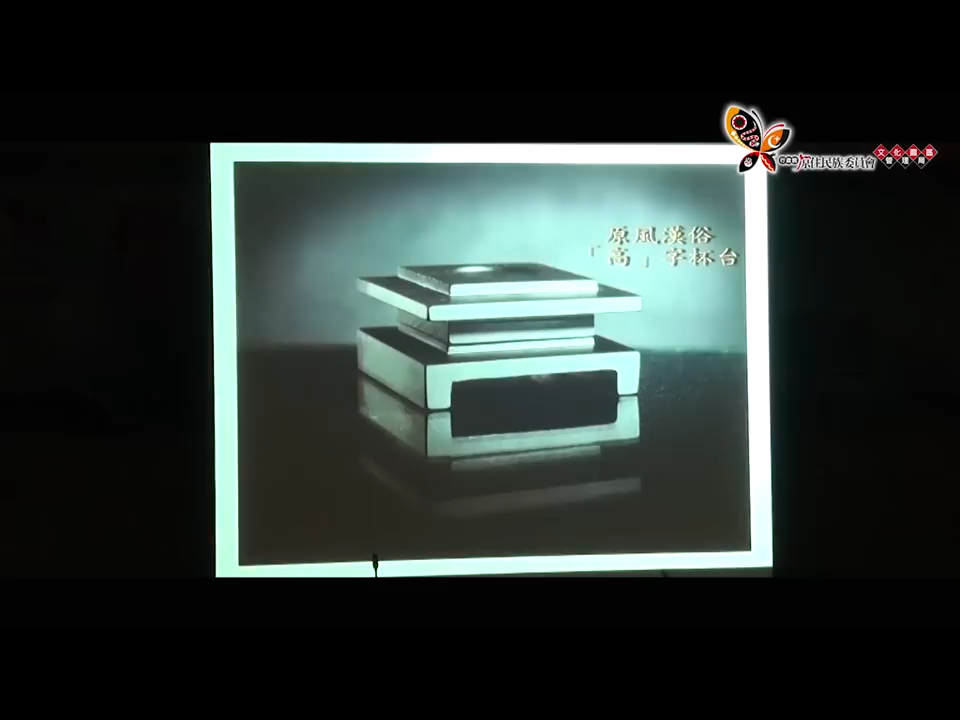 原住民族委員會
文化園區
管理局
原風漢俗
「高」字杯台